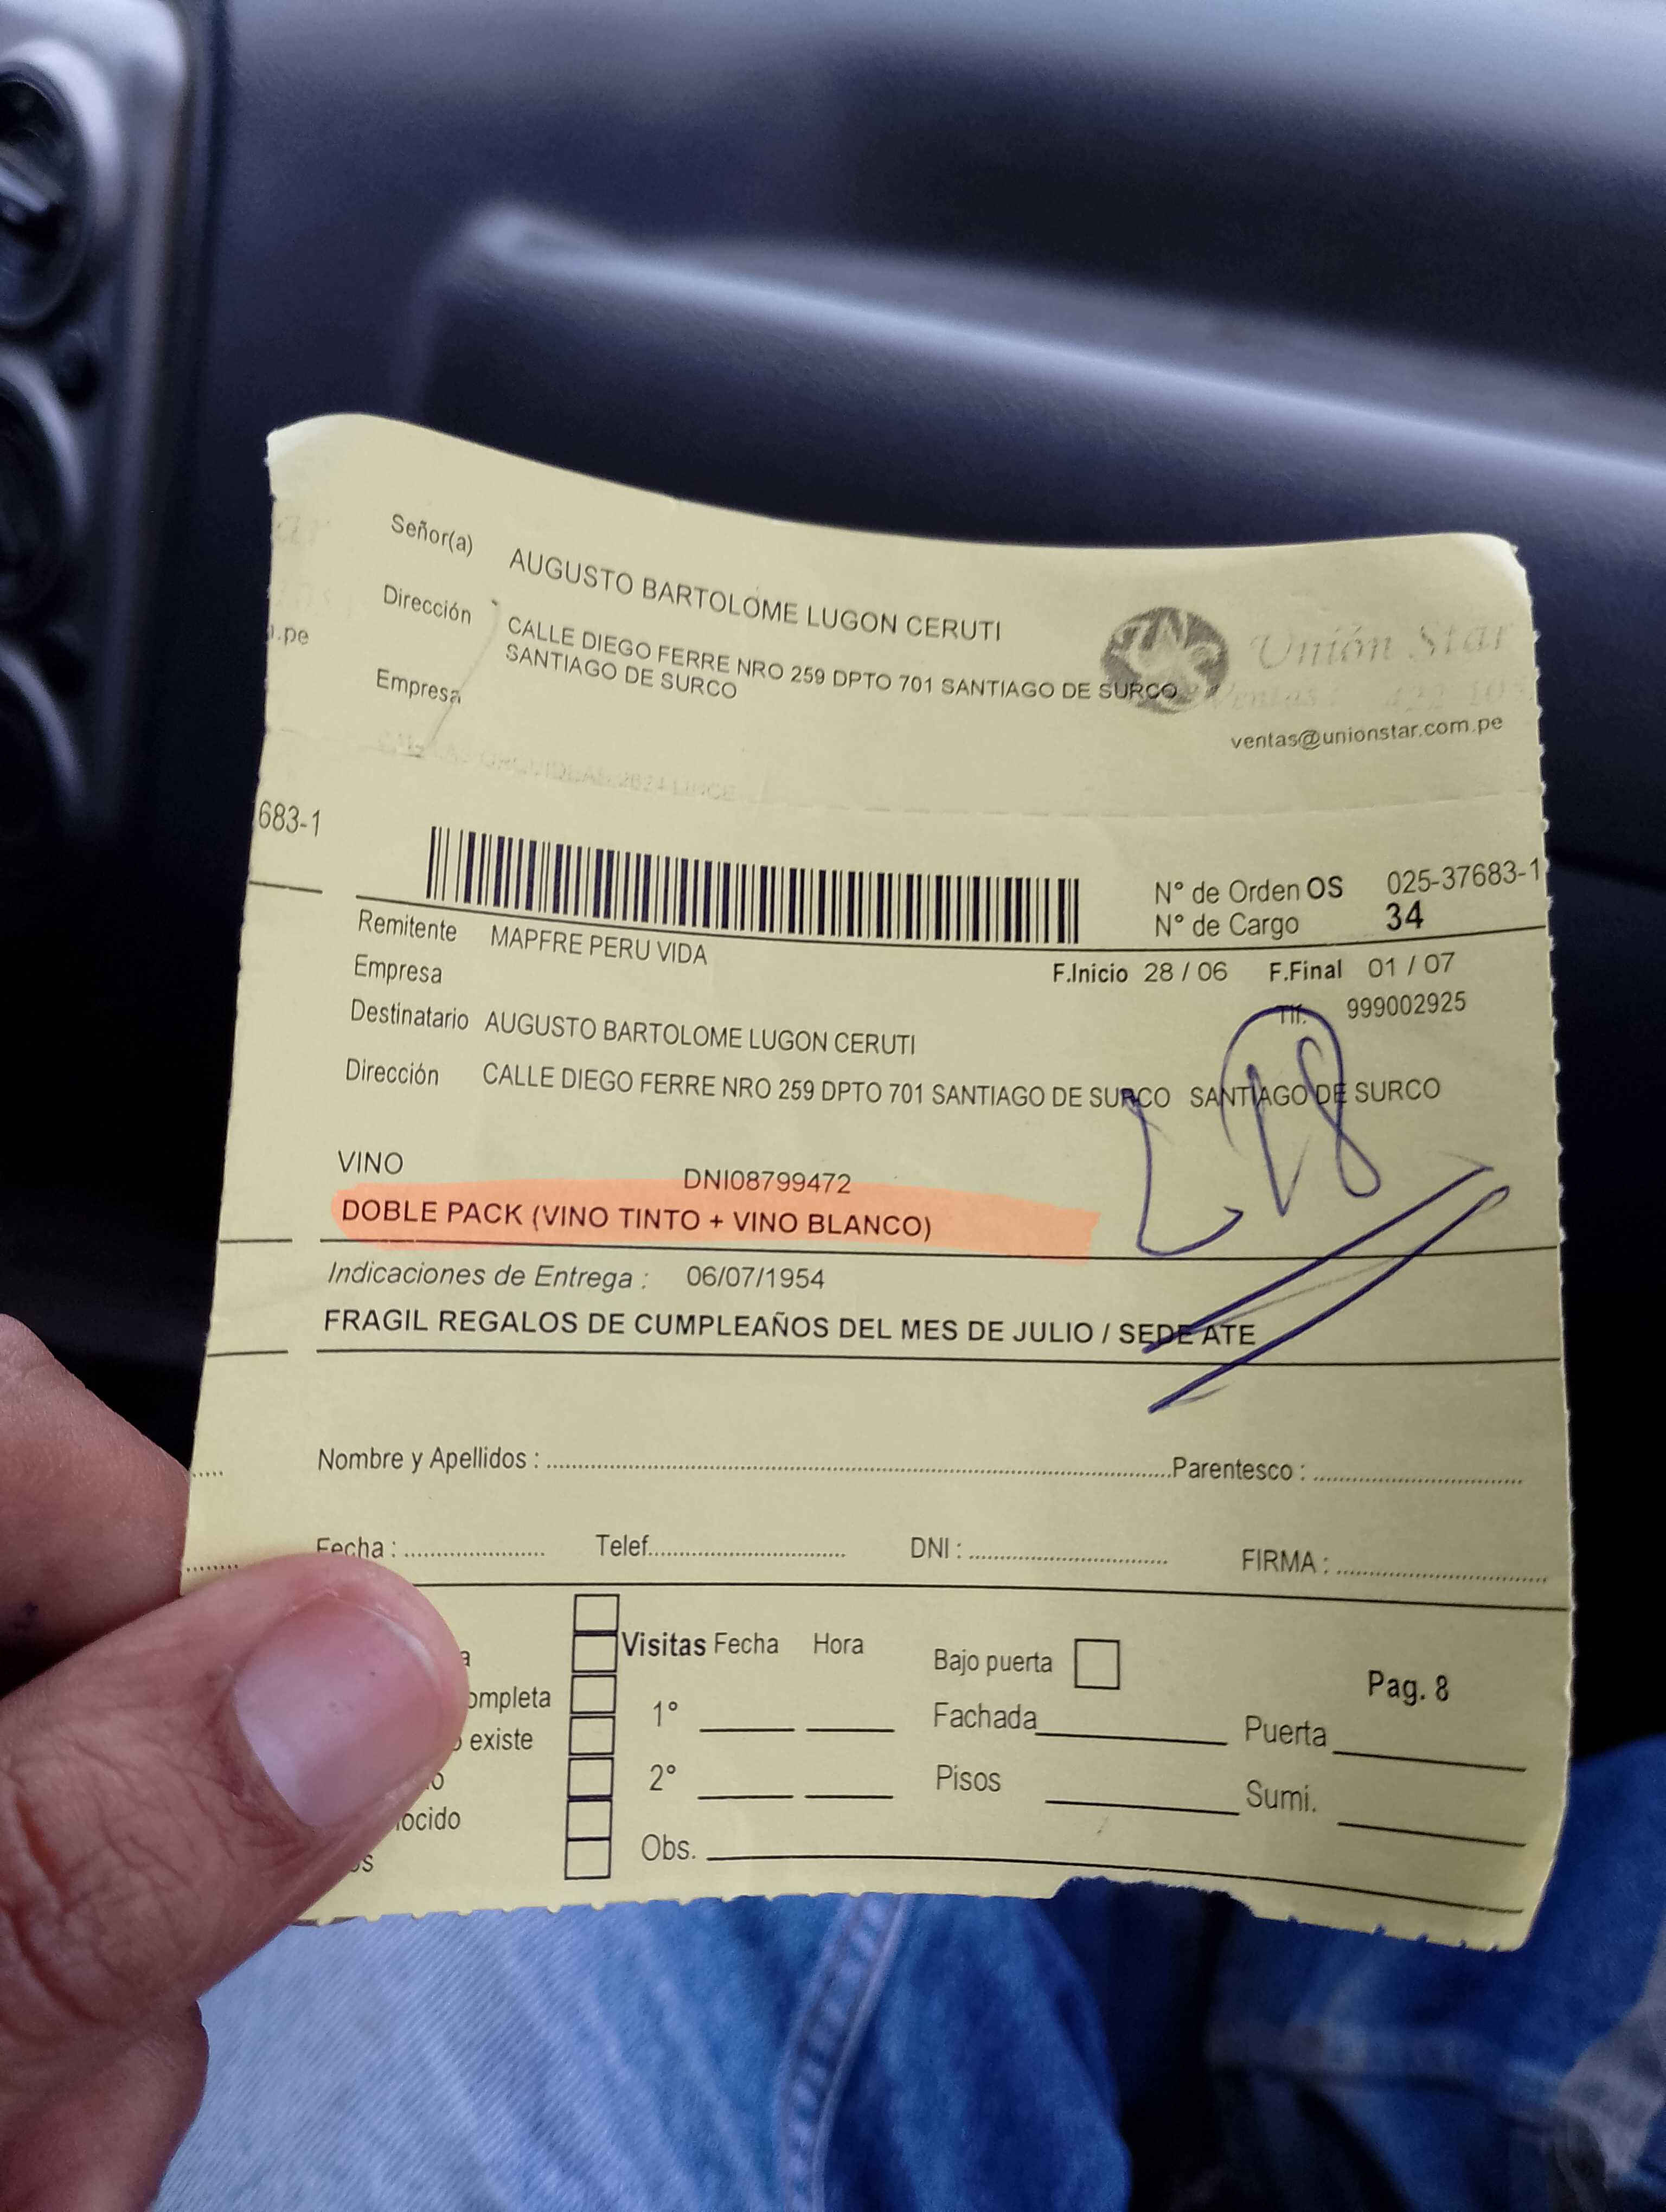 Señor(a) AUGUSTO BARTOLOME LUGON CERUTI
Dirección CALLE DIEGO FERRE NRO 259 DPTO 701 SANTIAGO DE SURCO
SANTIAGO DE SURCO
Empresa
Unión Star
ventas@unionstar.com.pe
.pe
683-1
Nº de Orden OS 025-37683-1
Nº de Cargo 34
Remitente MAPFRE PERU VIDA
Empresa
F.Inicio 28 / 06 F.Final 01 / 07
Tlf. 999002925
Destinatario AUGUSTO BARTOLOME LUGON CERUTI
Dirección CALLE DIEGO FERRE NRO 259 DPTO 701 SANTIAGO DE SURCO SANTIAGO DE SURCO
VINO DNI08799472
DOBLE PACK (VINO TINTO + VINO BLANCO)
Indicaciones de Entrega : 06/07/1954
FRAGIL REGALOS DE CUMPLEAÑOS DEL MES DE JULIO / SEDE ATE
Nombre y Apellidos : Parentesco :
Fecha : Telef. DNI : FIRMA :
Visitas Fecha Hora Bajo puerta Pag. 8
ompleta
existe
ocido
1° Fachada Puerta
2° Pisos Sumi.
Obs.